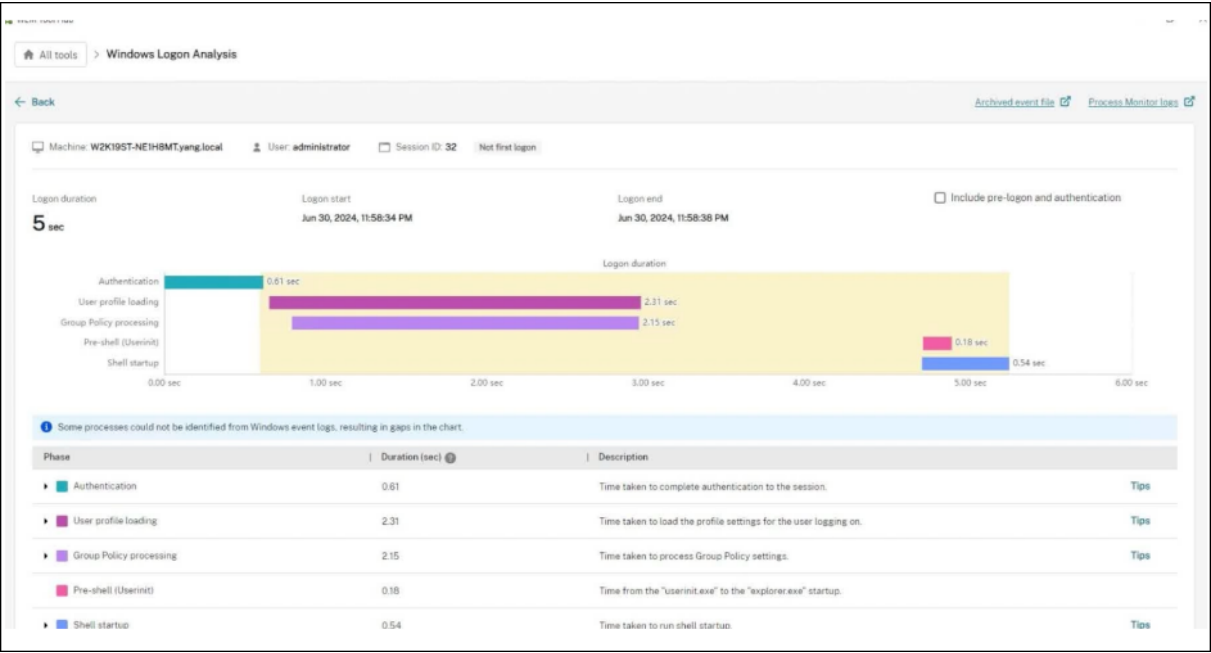 All tools > Windows Logon Analysis
← Back
Archived event file
Process Monitor logs
Machine: W2K19ST-NE1H8MT.yang.local
User: administrator
Session ID: 32
Not first logon
Logon duration
Logon start
Logon end
Include pre-logon and authentication
5 sec
Jun 30, 2024, 11:58:34 PM
Jun 30, 2024, 11:58:38 PM
Logon duration
Authentication 0.61 sec
User profile loading 2.31 sec
Group Policy processing 2.15 sec
Pre-shell (Userinit) 0.18 sec
Shell startup 0.54 sec
0.00 sec 1.00 sec 2.00 sec 3.00 sec 4.00 sec 5.00 sec 6.00 sec
Some processes could not be identified from Windows event logs, resulting in gaps in the chart.
Phase Duration (sec) Description
Authentication 0.61 Time taken to complete authentication to the session. Tips
User profile loading 2.31 Time taken to load the profile settings for the user logging on. Tips
Group Policy processing 2.15 Time taken to process Group Policy settings. Tips
Pre-shell (Userinit) 0.18 Time from the "userinit.exe" to the "explorer.exe" startup.
Shell startup 0.54 Time taken to run shell startup. Tips